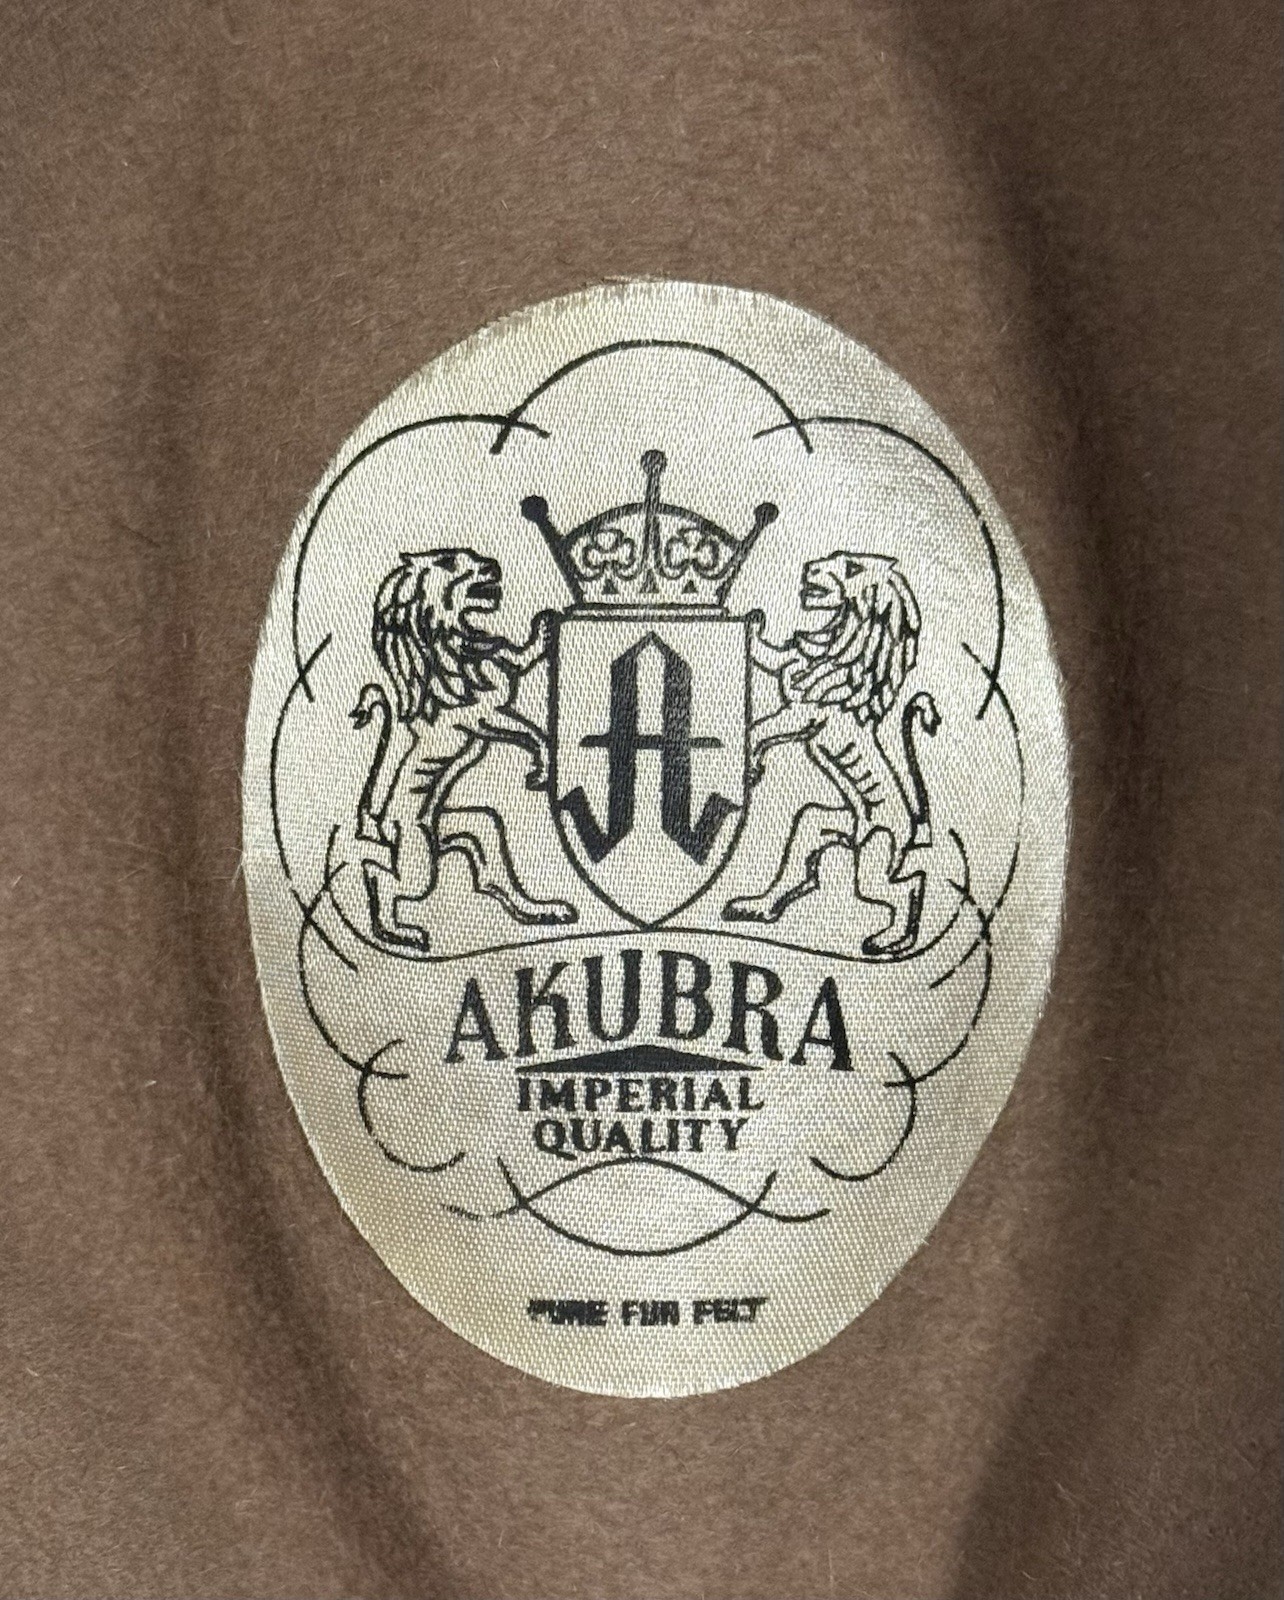 A
AKUBRA
IMPERIAL
QUALITY
PURE FUR FELT